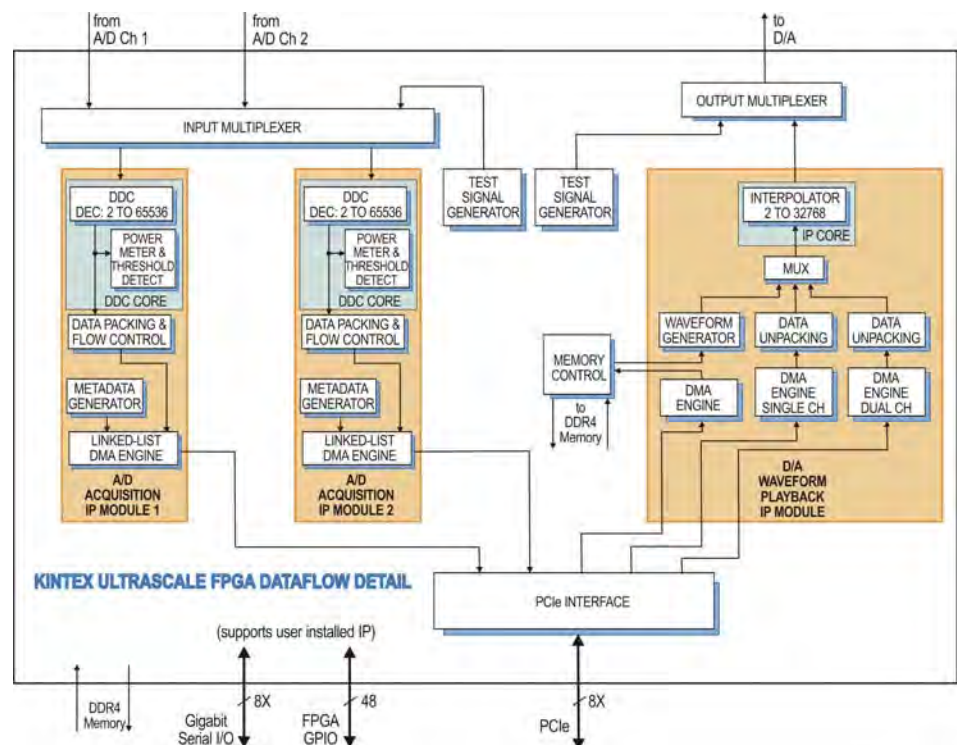 from
A/D Ch 1
from
A/D Ch 2
to
D/A
INPUT MULTIPLEXER
OUTPUT MULTIPLEXER
DDC
DEC: 2 TO 65536
POWER
METER &
THRESHOLD
DETECT
DDC CORE
DATA PACKING &
FLOW CONTROL
METADATA
GENERATOR
LINKED-LIST
DMA ENGINE
A/D
ACQUISITION
IP MODULE 1
DDC
DEC: 2 TO 65536
POWER
METER &
THRESHOLD
DETECT
DDC CORE
DATA PACKING &
FLOW CONTROL
METADATA
GENERATOR
LINKED-LIST
DMA ENGINE
A/D
ACQUISITION
IP MODULE 2
TEST
SIGNAL
GENERATOR
TEST
SIGNAL
GENERATOR
INTERPOLATOR
2 TO 32768
IP CORE
MUX
WAVEFORM
GENERATOR
DATA
UNPACKING
DATA
UNPACKING
MEMORY
CONTROL
to
DDR4
Memory
DMA
ENGINE
DMA
ENGINE
SINGLE CH
DMA
ENGINE
DUAL CH
D/A
WAVEFORM
PLAYBACK
IP MODULE
KINTEX ULTRASCALE FPGA DATAFLOW DETAIL
PCIe INTERFACE
(supports user installed IP)
DDR4
Memory
8X
Gigabit
Serial I/O
48
FPGA
GPIO
8X
PCIe